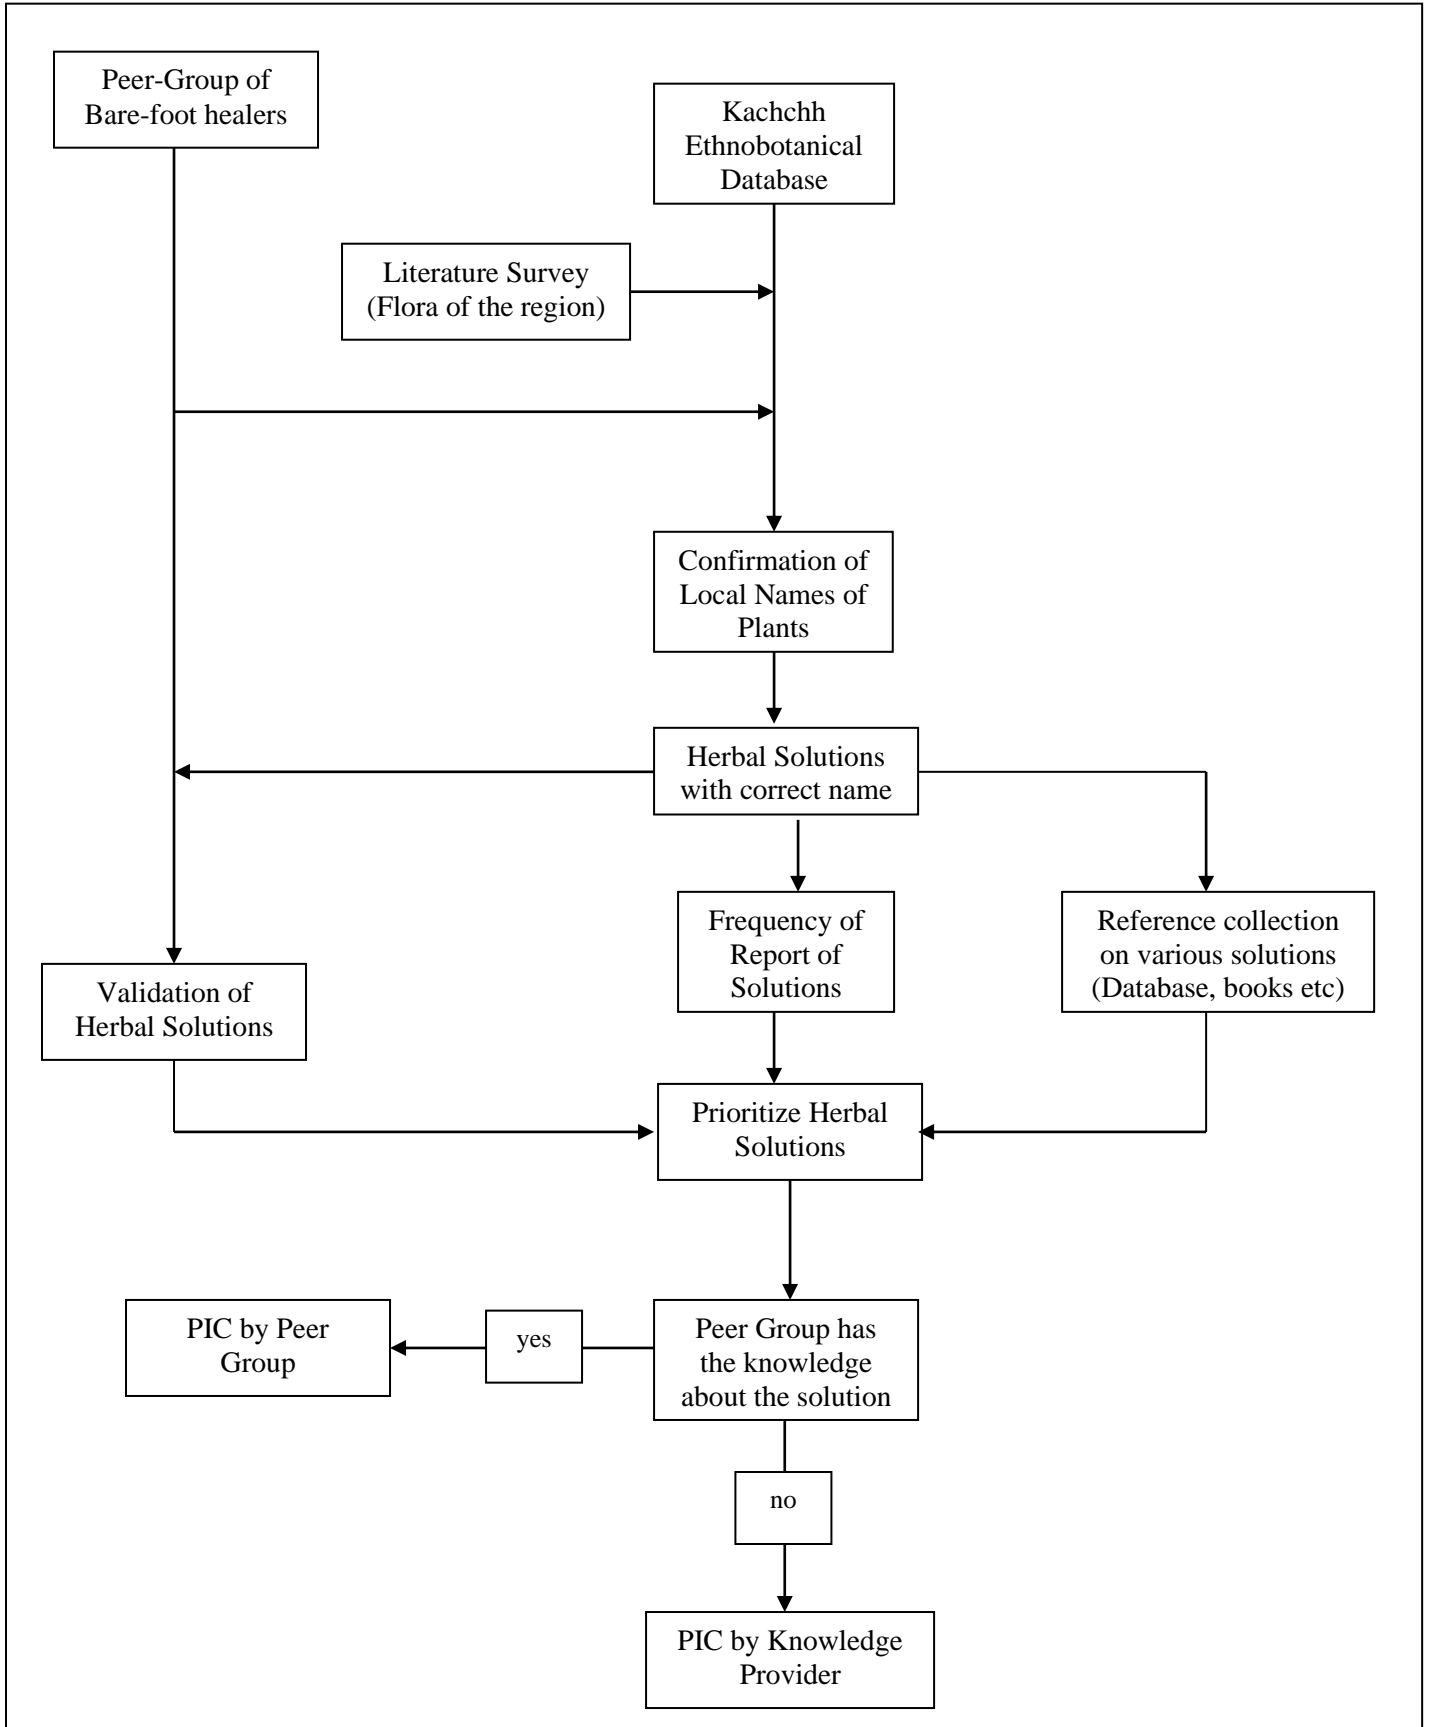 Peer-Group of
Bare-foot healers
Kachchh
Ethnobotanical
Database
Literature Survey
(Flora of the region)
Confirmation of
Local Names of
Plants
Herbal Solutions
with correct name
Frequency of
Report of
Solutions
Reference collection
on various solutions
(Database, books etc)
Validation of
Herbal Solutions
Prioritize Herbal
Solutions
PIC by Peer
Group
yes
Peer Group has
the knowledge
about the solution
no
PIC by Knowledge
Provider